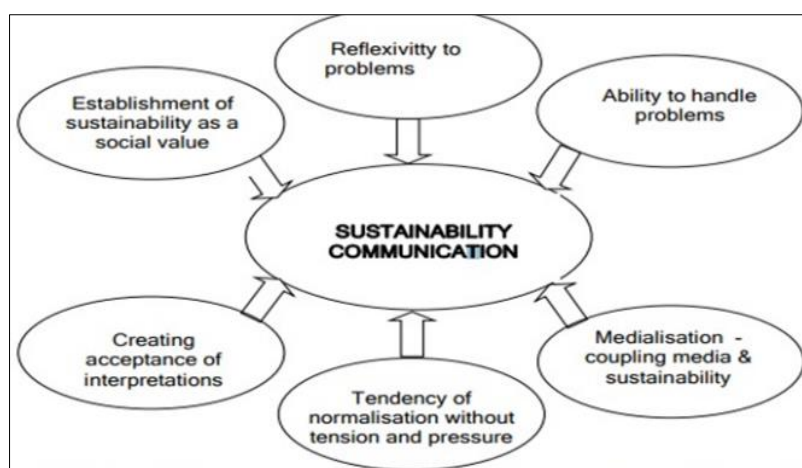 Reflexivitty to
problems
Establishment of
sustainability as a
social value
Ability to handle
problems
SUSTAINABILITY
COMMUNICATION
Creating
acceptance of
interpretations
Medialisation -
coupling media &
sustainability
Tendency of
normalisation without
tension and pressure